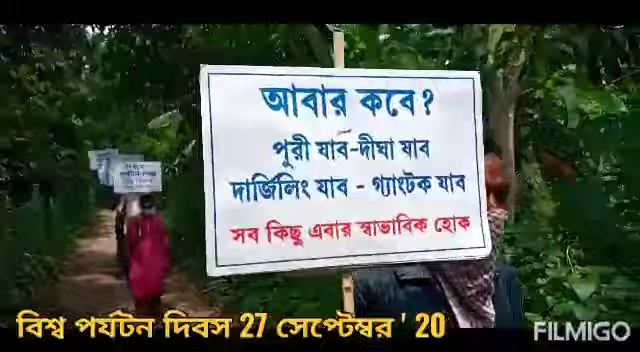 আবার কবে?
পুরী যাব-দীঘা যাব
দার্জিলিং যাব - গ্যাংটক যাব
সব কিছু এবার স্বাভাবিক হোক
বিশ্ব পর্যটন দিবস 27 সেপ্টেম্বর ' 20
FILMIGO